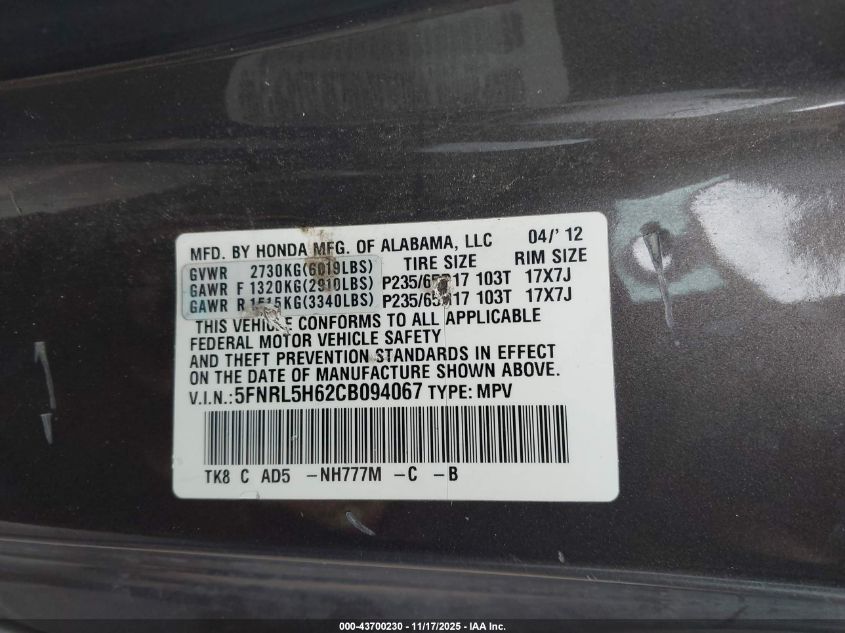 MFD. BY HONDA MFG. OF ALABAMA, LLC 04/' 12
GVWR 2730KG(6019LBS) TIRE SIZE RIM SIZE
GAWR F 1320KG(2910LBS) P235/65R17 103T 17X7J
GAWR R 1515KG(3340LBS) P235/65R17 103T 17X7J
THIS VEHICLE CONFORMS TO ALL APPLICABLE
FEDERAL MOTOR VEHICLE SAFETY
AND THEFT PREVENTION STANDARDS IN EFFECT
ON THE DATE OF MANUFACTURE SHOWN ABOVE.
V.I.N.:5FNRL5H62CB094067 TYPE: MPV
TK8 C AD5 -NH777M -C -B
000-43700230 - 11/17/2025 - IAA Inc.